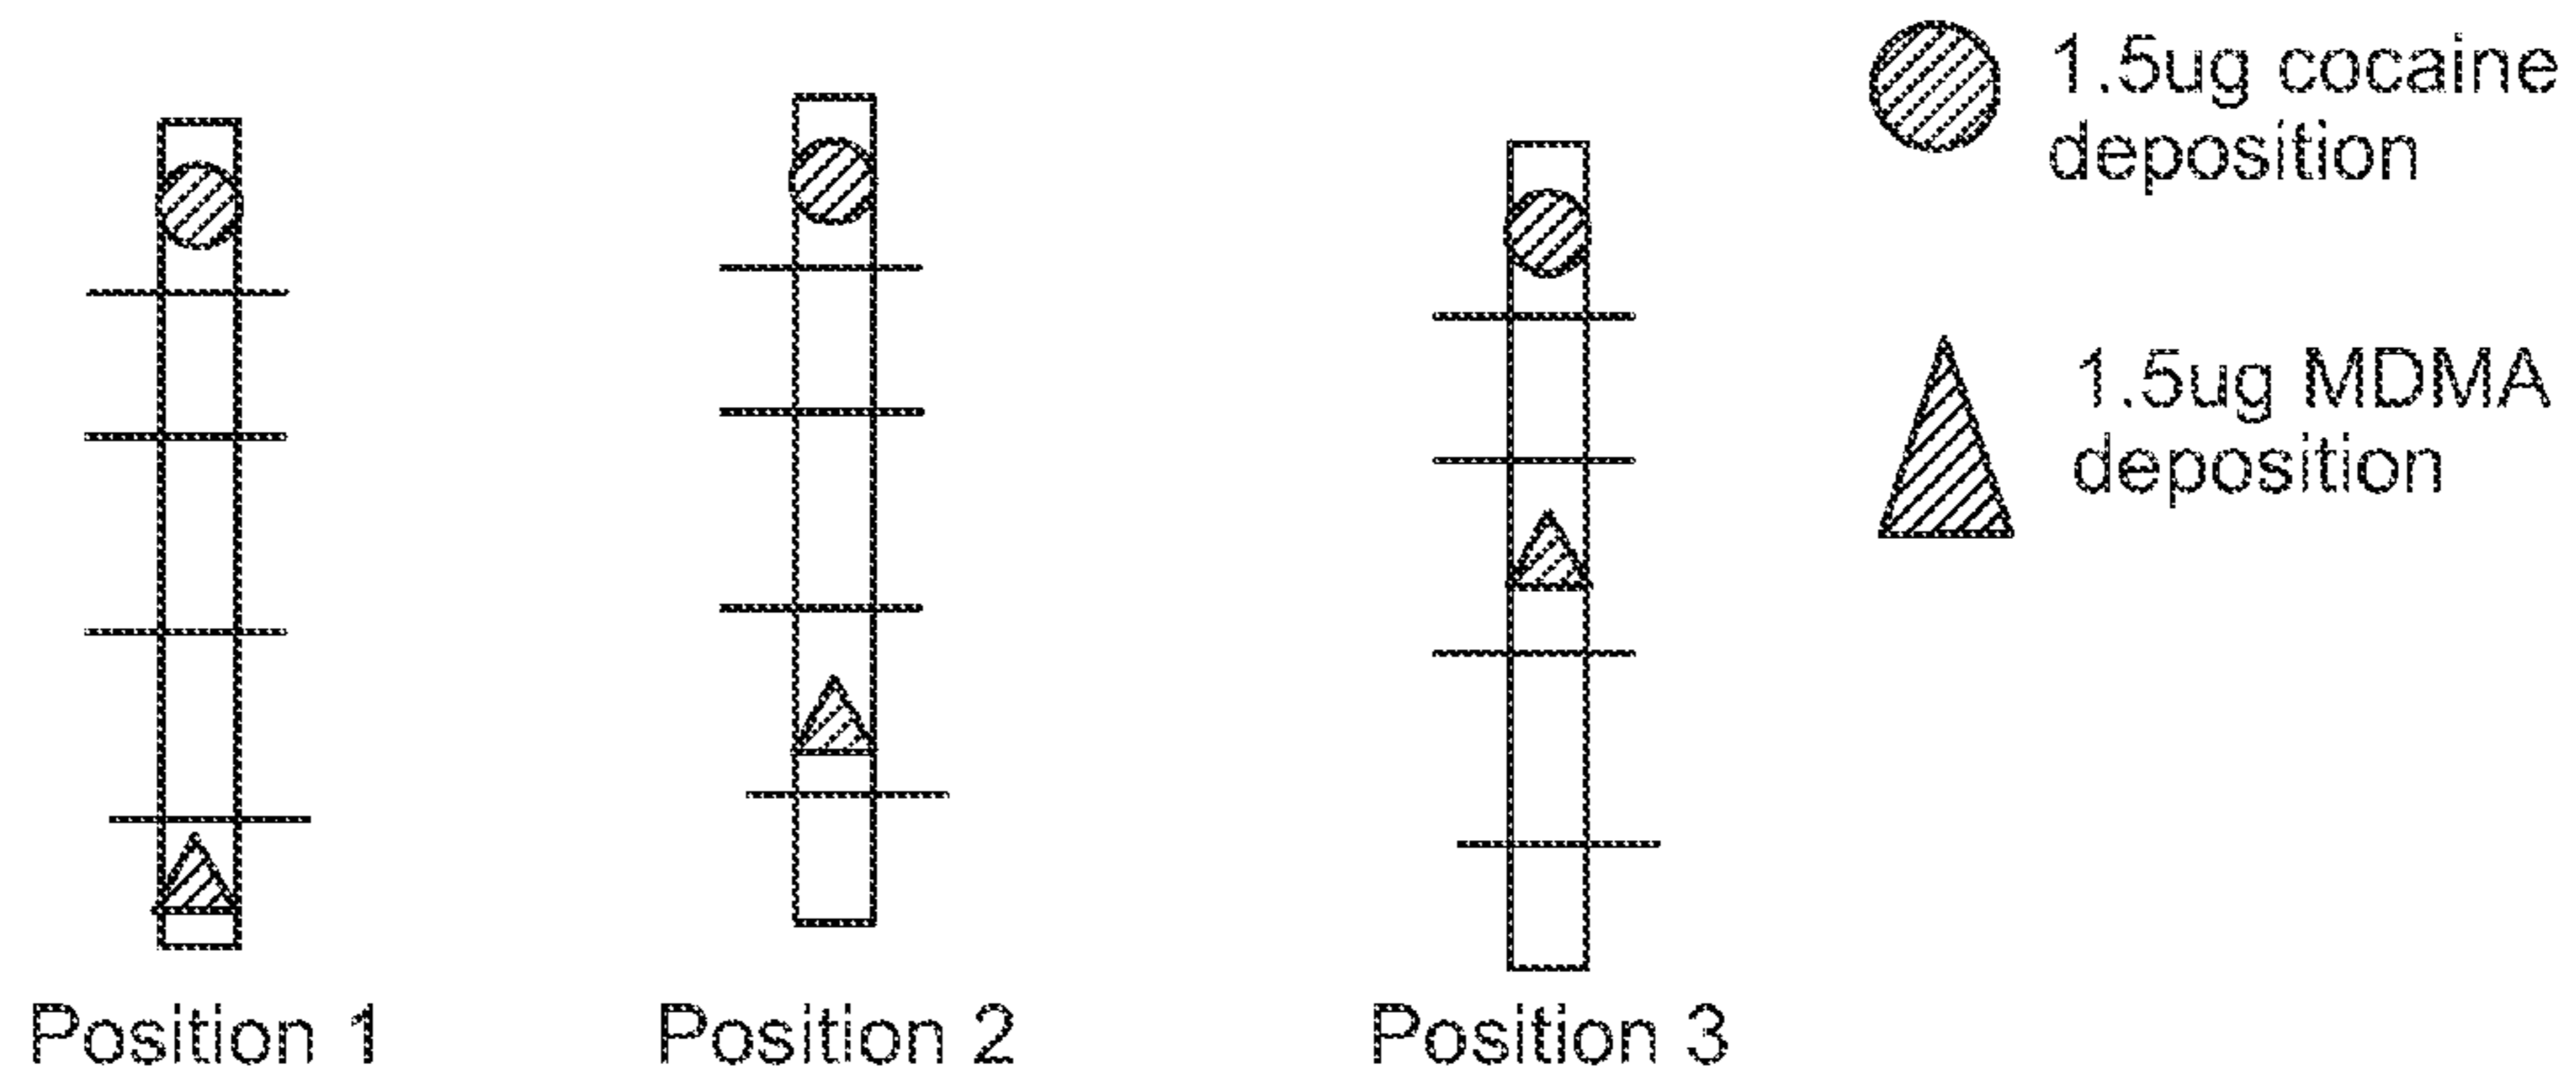 1.5ug cocaine
deposition
1.5ug MDMA
deposition
Position 1
Position 2
Position 3